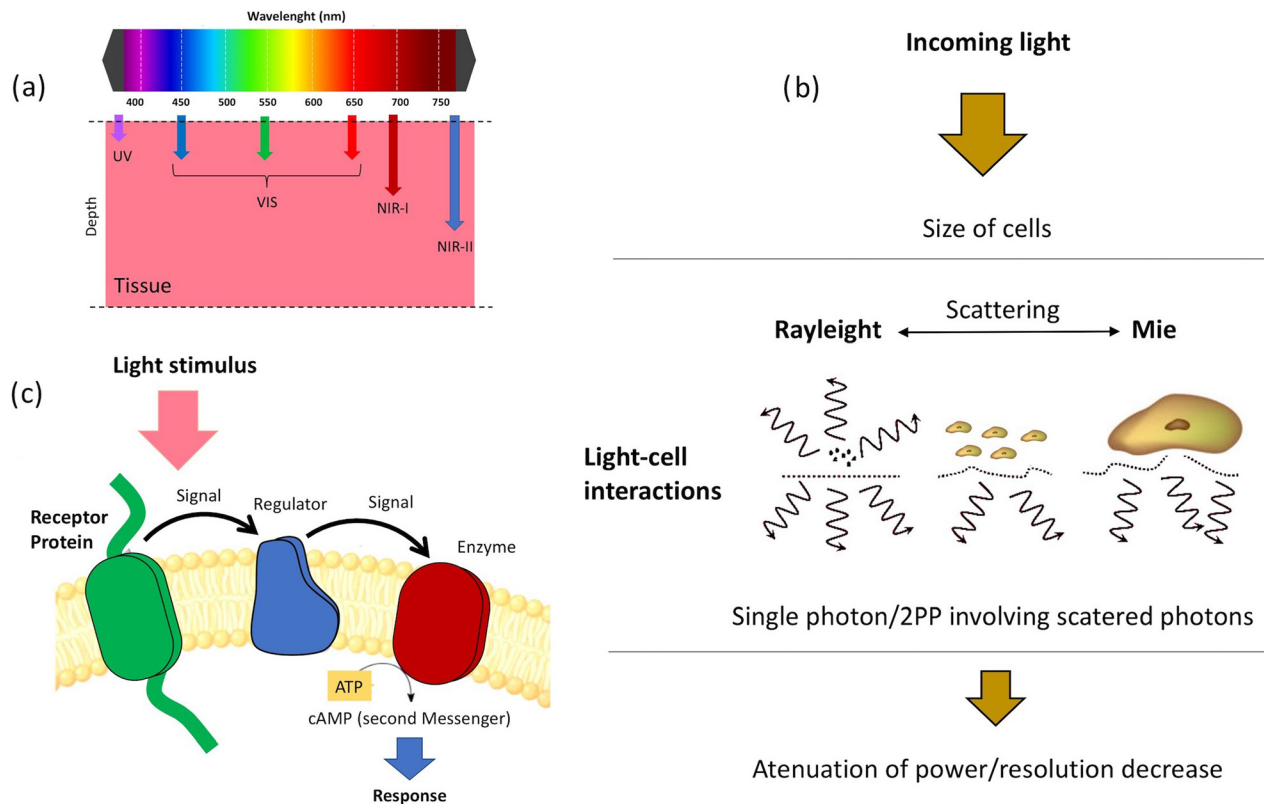 (a)
Wavelenght (nm)
400 450 500 550 600 650 700 750
UV
VIS
NIR-I
NIR-II
Depth
Tissue
(b)
Incoming light
Size of cells
Scattering
Rayleight
Mie
Light-cell
interactions
Single photon/2PP involving scatered photons
Atenuation of power/resolution decrease
(c)
Light stimulus
Signal
Regulator
Signal
Receptor
Protein
Enzyme
ATP
cAMP (second Messenger)
Response